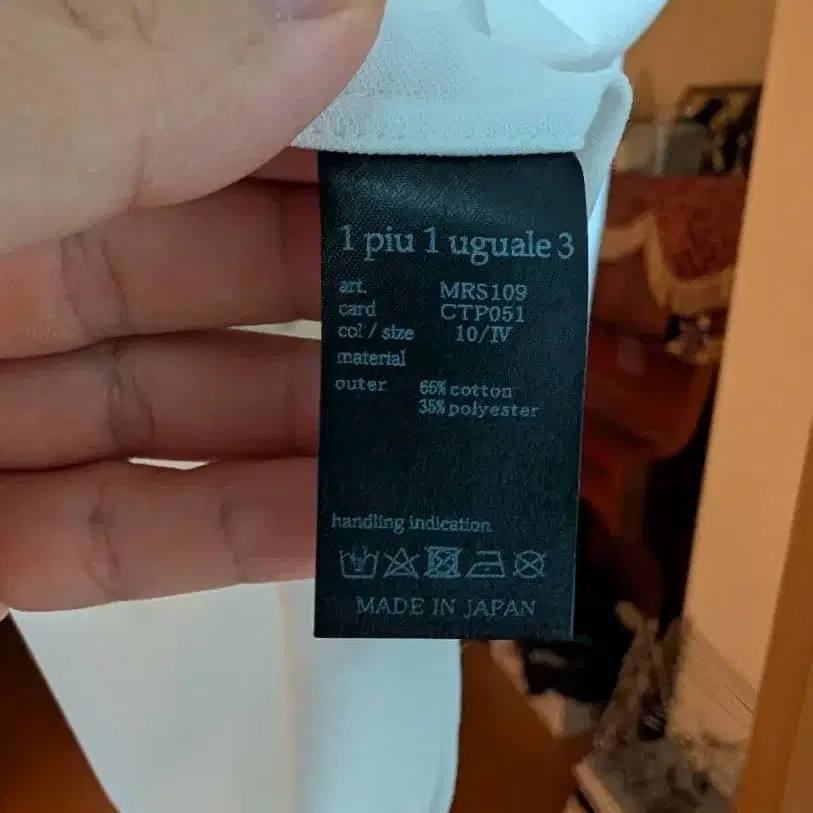 1 piu 1 uguale 3
art. MRS109
card CTP051
col / size 10/IV
material
outer 65% cotton
35% polyester
handling indication
MADE IN JAPAN